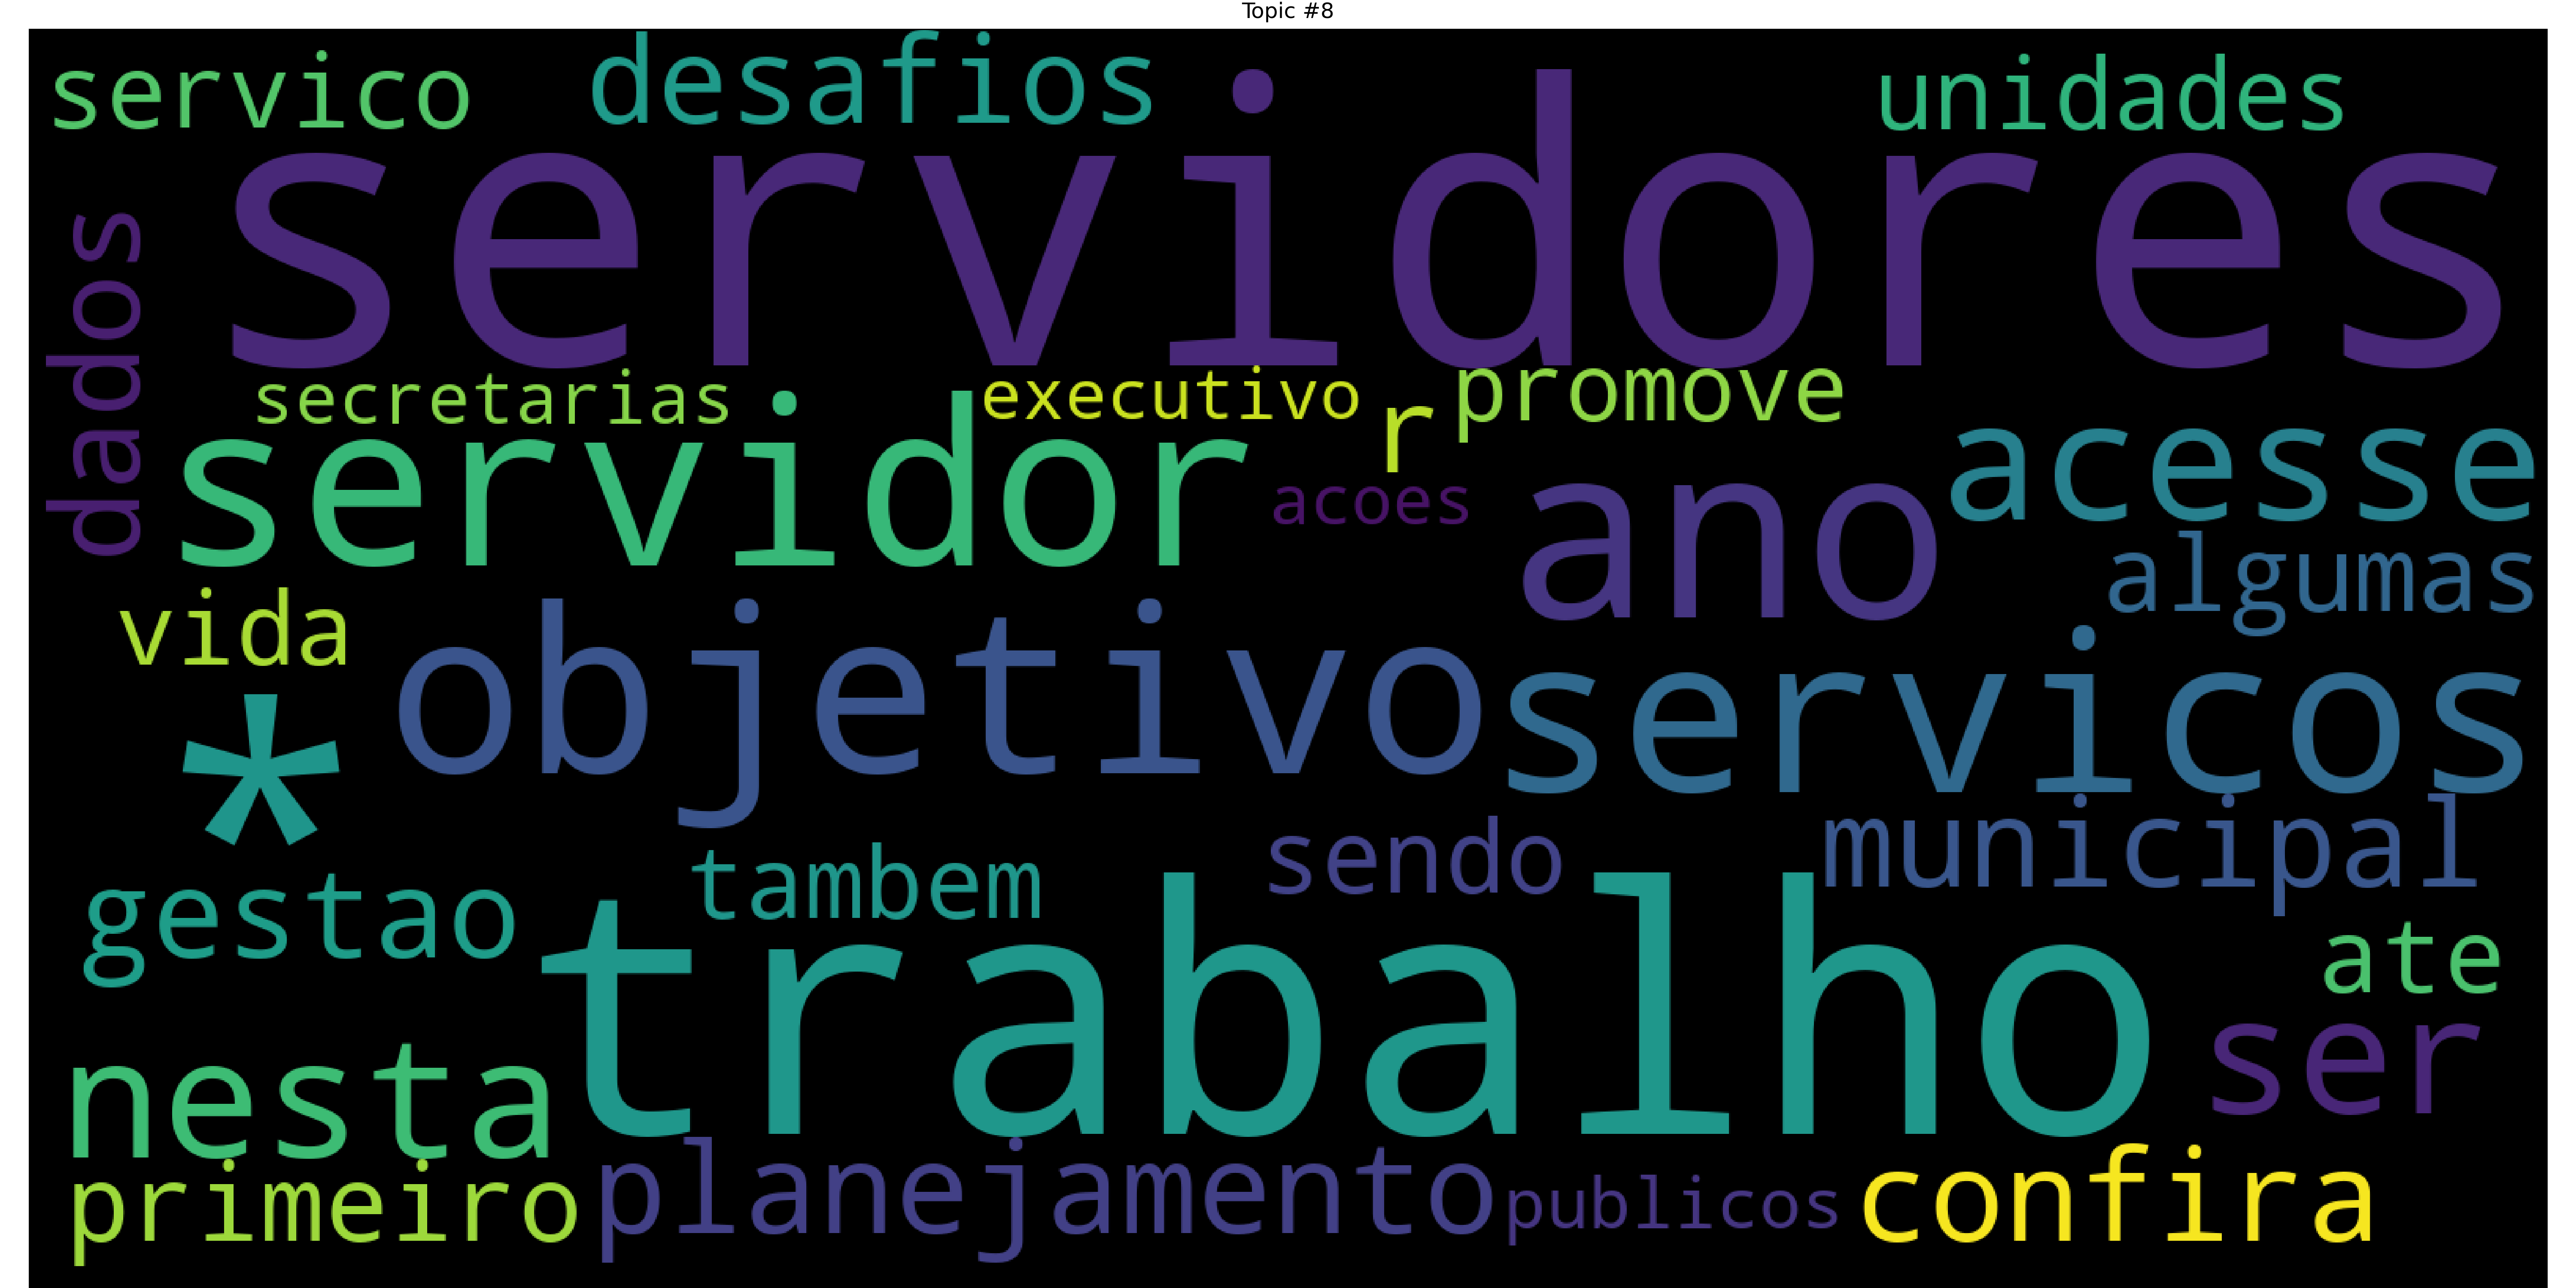 Topic #8
servico
desafios
unidades
servidores
dados
secretarias
executivo
r
promove
servidor
acoes
ano
acesse
algumas
vida
objetivo
servicos
*
gestao
tambem
sendo
municipal
trabalho
ate
nesta
ser
primeiro
planejamento
publicos
confira